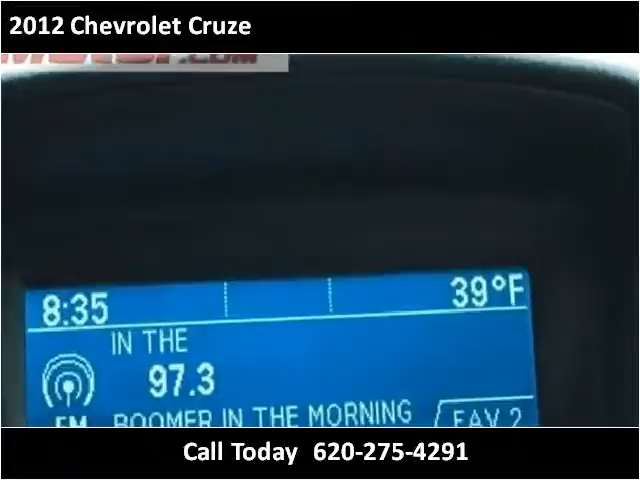 2012 Chevrolet Cruze
8:35 39°F
IN THE
97.3
FM BOOMER IN THE MORNING FAV 2
Call Today 620-275-4291